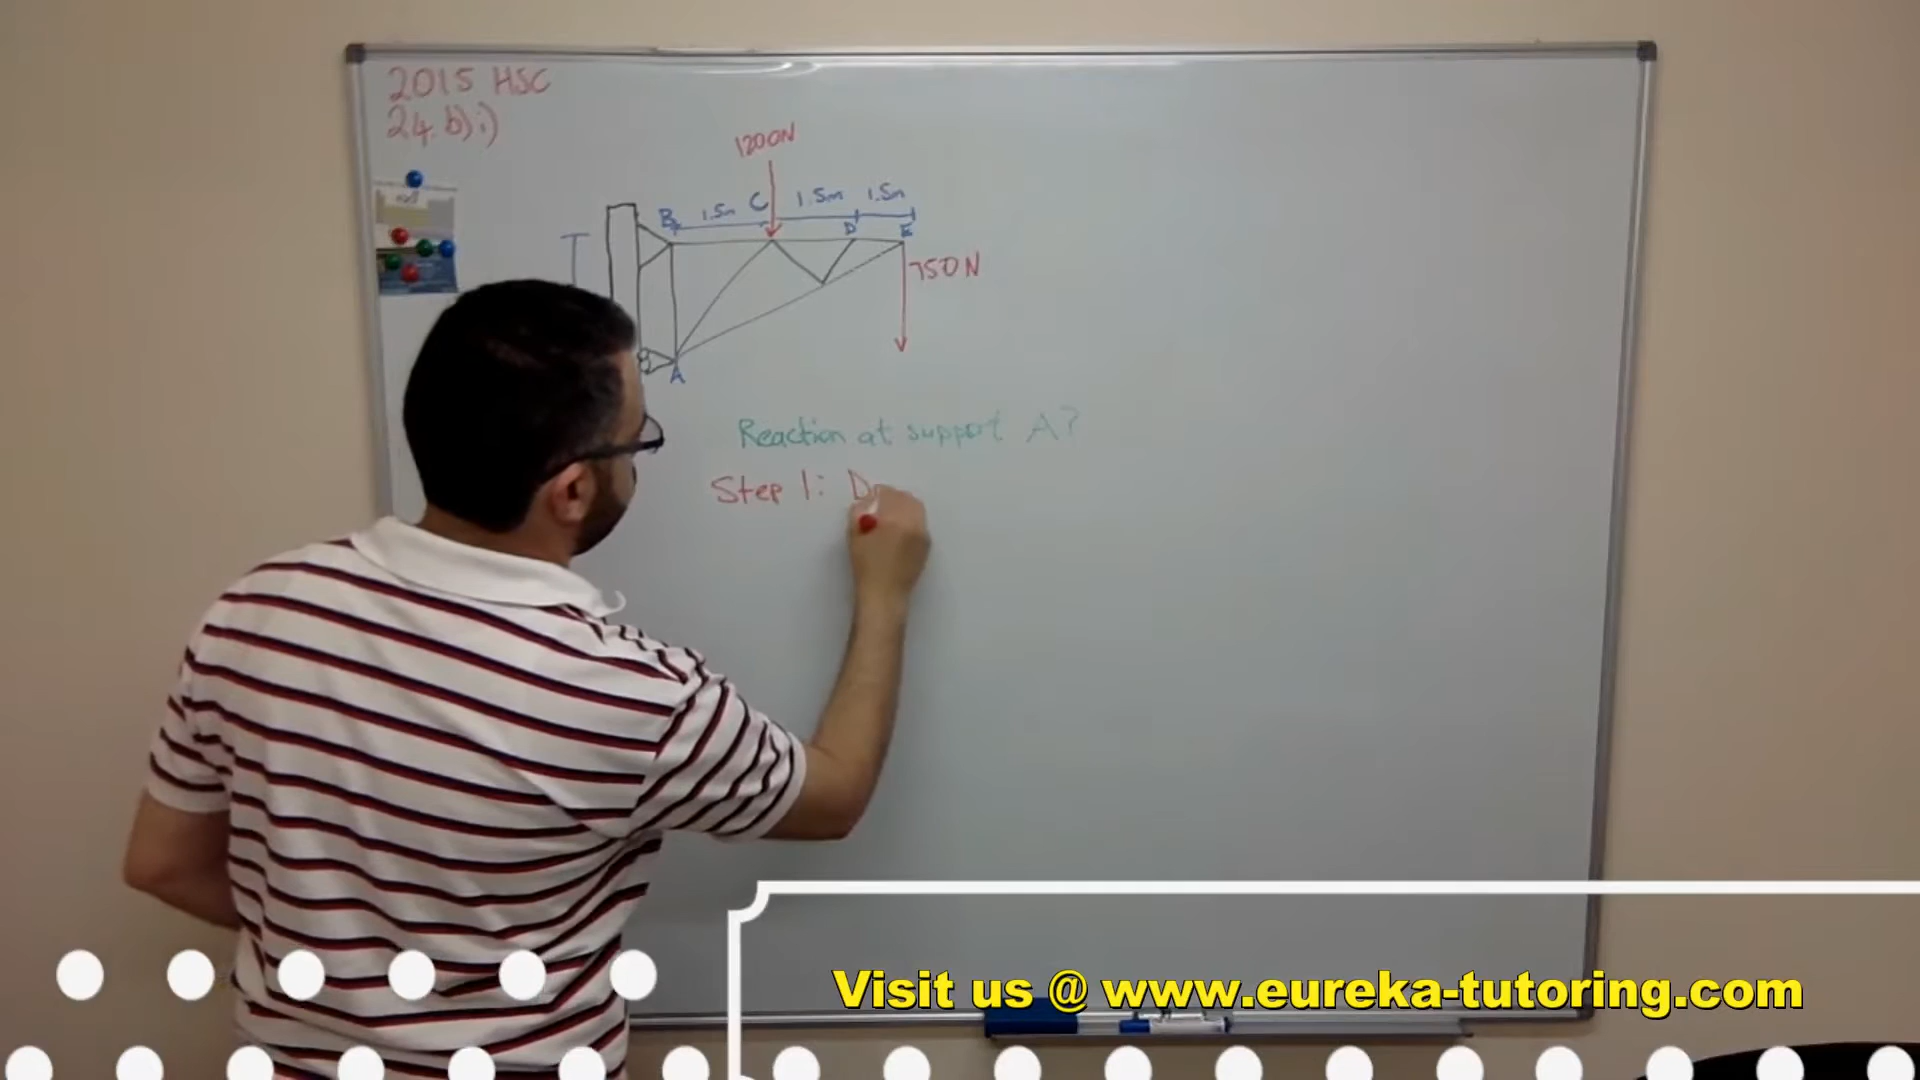 2015 HSC
24. b) i)
1200N
B 1.5m C 1.5m 1.5m
D E
750N
A
Reaction at support A?
Step 1: Dr
Visit us @ www.eureka-tutoring.com